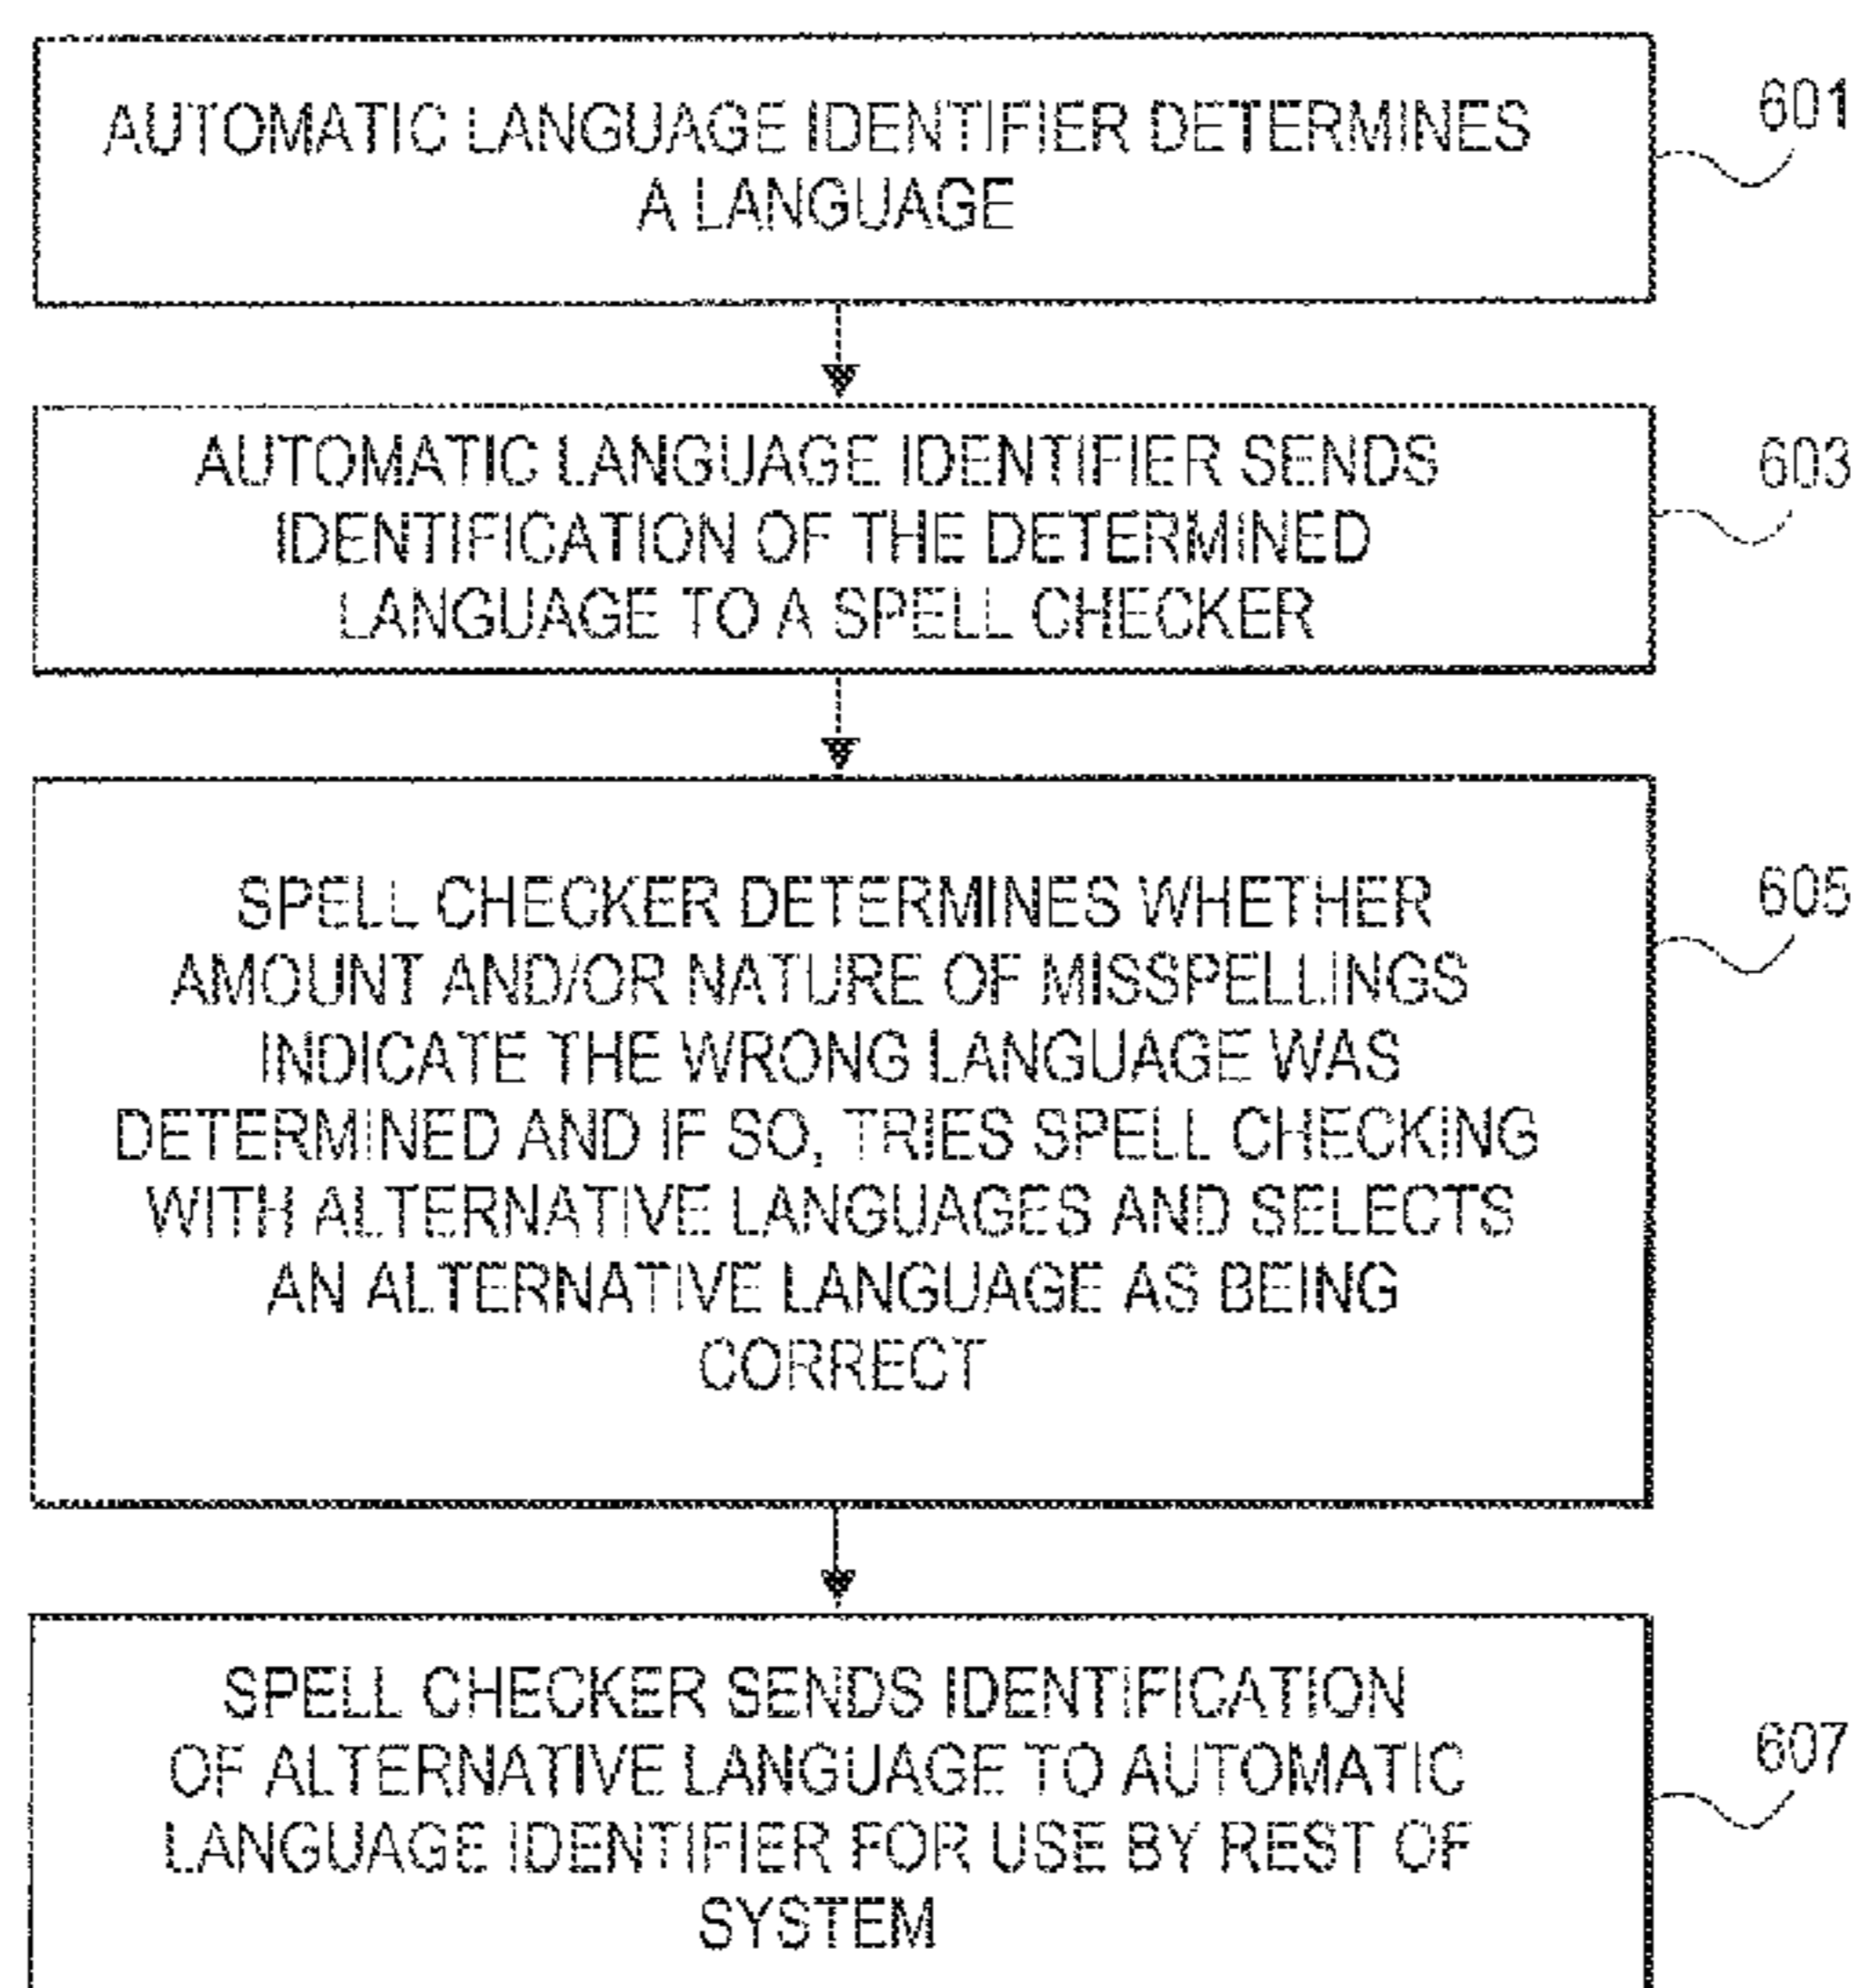 AUTOMATIC LANGUAGE IDENTIFIER DETERMINES
A LANGUAGE
601
AUTOMATIC LANGUAGE IDENTIFIER SENDS
IDENTIFICATION OF THE DETERMINED
LANGUAGE TO A SPELL CHECKER
603
SPELL CHECKER DETERMINES WHETHER
AMOUNT AND/OR NATURE OF MISSPELLINGS
INDICATE THE WRONG LANGUAGE WAS
DETERMINED AND IF SO, TRIES SPELL CHECKING
WITH ALTERNATIVE LANGUAGES AND SELECTS
AN ALTERNATIVE LANGUAGE AS BEING
CORRECT
605
SPELL CHECKER SENDS IDENTIFICATION
OF ALTERNATIVE LANGUAGE TO AUTOMATIC
LANGUAGE IDENTIFIER FOR USE BY REST OF
SYSTEM
607